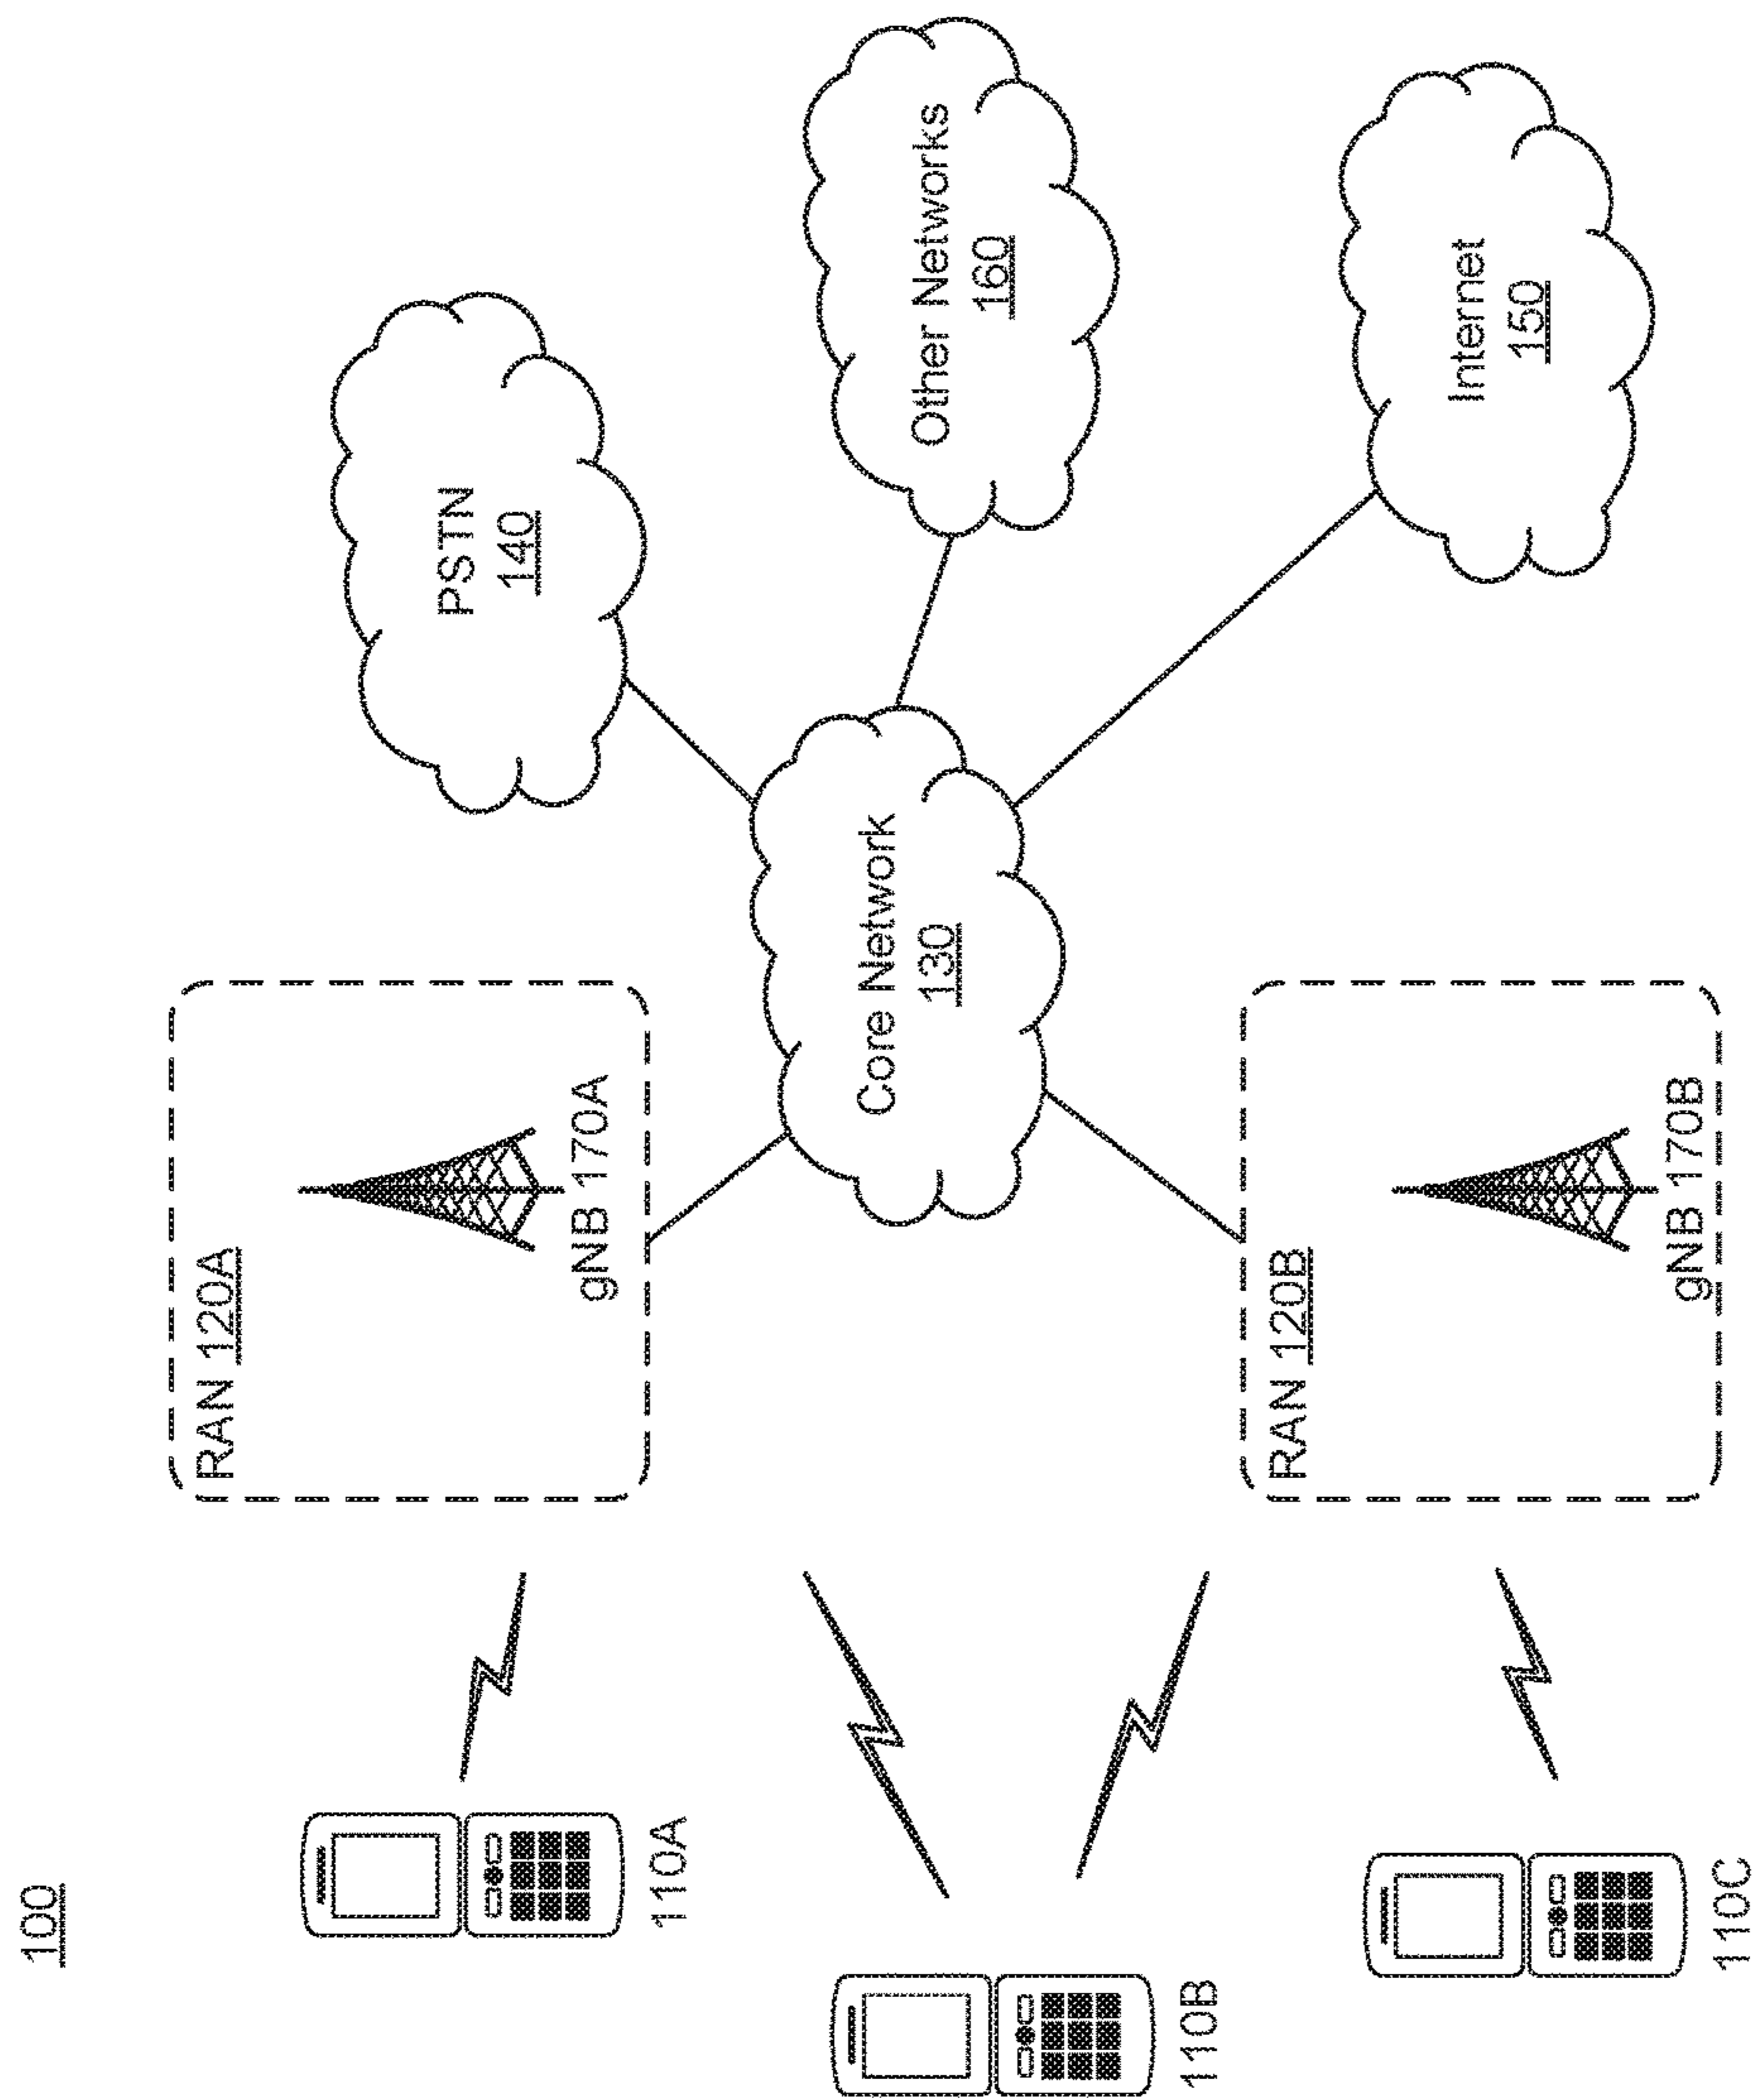 100
110A
110B
110C
RAN 120A
gNB 170A
RAN 120B
gNB 170B
Core Network
130
PSTN
140
Other Networks
160
Internet
150